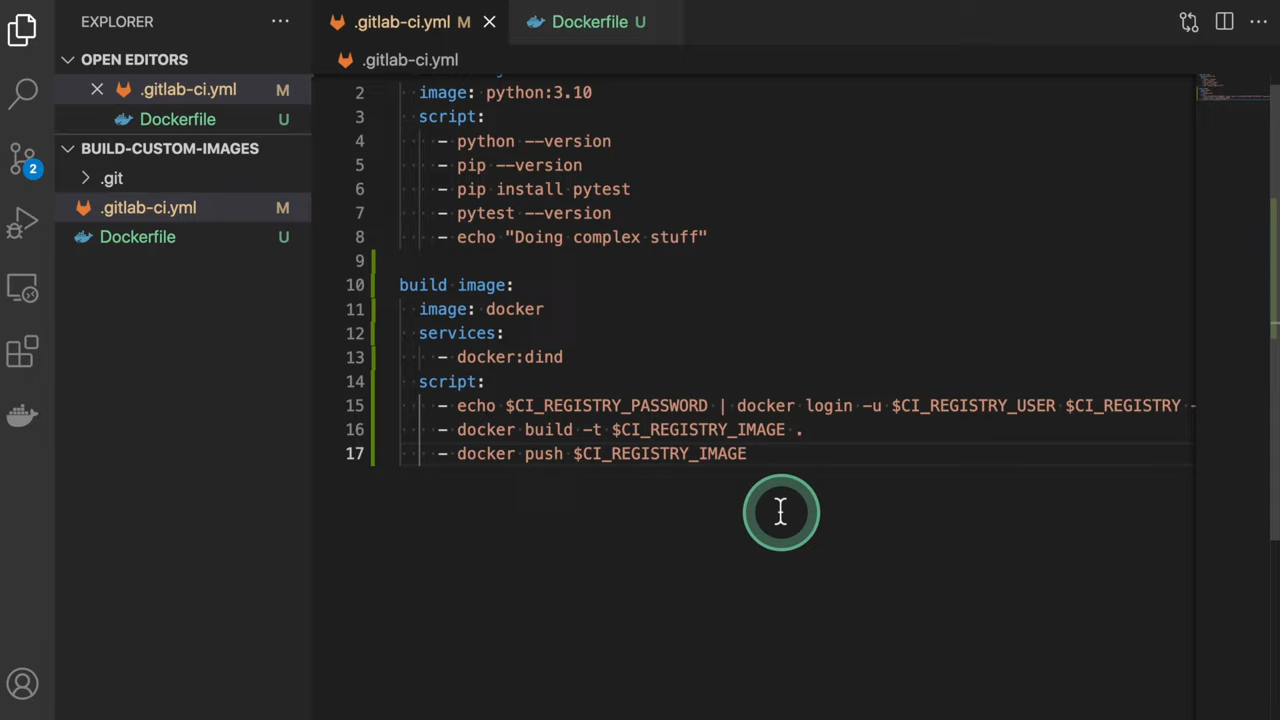 EXPLORER
OPEN EDITORS
.gitlab-ci.yml M
Dockerfile U
BUILD-CUSTOM-IMAGES
.git
.gitlab-ci.yml M
Dockerfile U
2
.gitlab-ci.yml M
Dockerfile U
.gitlab-ci.yml
2 image: python:3.10
3 script:
4 - python --version
5 - pip --version
6 - pip install pytest
7 - pytest --version
8 - echo "Doing complex stuff"
9
10 build image:
11 image: docker
12 services:
13 - docker:dind
14 script:
15 - echo $CI_REGISTRY_PASSWORD | docker login -u $CI_REGISTRY_USER $CI_REGISTRY -
16 - docker build -t $CI_REGISTRY_IMAGE .
17 - docker push $CI_REGISTRY_IMAGE